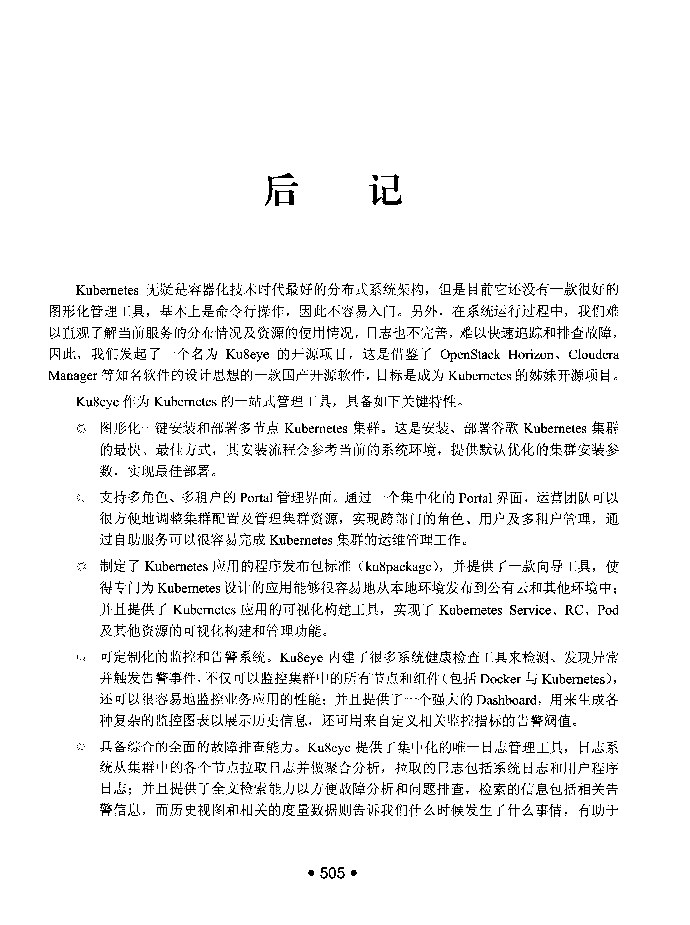 后 记
Kubernetes 无疑是容器化技术时代最好的分布式系统架构，但是目前它还没有一款很好的
图形化管理工具，基本上是命令行操作，因此不容易入门。另外，在系统运行过程中，我们难
以直观了解当前服务的分布情况及资源的使用情况，日志也不完善，难以快速追踪和排查故障，
因此，我们发起了一个名为 Ku8eye 的开源项目，这是借鉴了 OpenStack Horizon、Cloudera
Manager 等知名软件的设计思想的一款国产开源软件，目标是成为 Kubernetes 的姊妹开源项目。
Ku8eye 作为 Kubernetes 的一站式管理工具，具备如下关键特性。
◎ 图形化一键安装和部署多节点 Kubernetes 集群。这是安装、部署谷歌 Kubernetes 集群
的最快、最佳方式，其安装流程会参考当前的系统环境，提供默认优化的集群安装参
数，实现最佳部署。
◎ 支持多角色、多租户的 Portal 管理界面。通过一个集中化的 Portal 界面，运营团队可以
很方便地调整集群配置及管理集群资源，实现跨部门的角色、用户及多租户管理，通
过自助服务可以很容易完成 Kubernetes 集群的运维管理工作。
◎ 制定了 Kubernetes 应用的程序发布包标准（ku8package），并提供了一款向导工具，使
得专门为 Kubernetes 设计的应用能够很容易地从本地环境发布到公有云和其他环境中；
并且提供了 Kubernetes 应用的可视化构建工具，实现了 Kubernetes Service、RC、Pod
及其他资源的可视化构建和管理功能。
◎ 可定制化的监控和告警系统。Ku8eye 内建了很多系统健康检查工具来检测、发现异常
并触发告警事件，不仅可以监控集群中的所有节点和组件（包括 Docker 与 Kubernetes），
还可以很容易地监控业务应用的性能；并且提供了一个强大的 Dashboard，用来生成各
种复杂的监控图表以展示历史信息，还可用来自定义相关监控指标的告警阀值。
◎ 具备综合的全面的故障排查能力。Ku8eye 提供了集中化的唯一日志管理工具，日志系
统从集群中的各个节点拉取日志并做聚合分析，拉取的日志包括系统日志和用户程序
日志；并且提供了全文检索能力以方便故障分析和问题排查，检索的信息包括相关告
警信息，而历史视图和相关的度量数据则告诉我们什么时候发生了什么事情，有助于
• 505 •